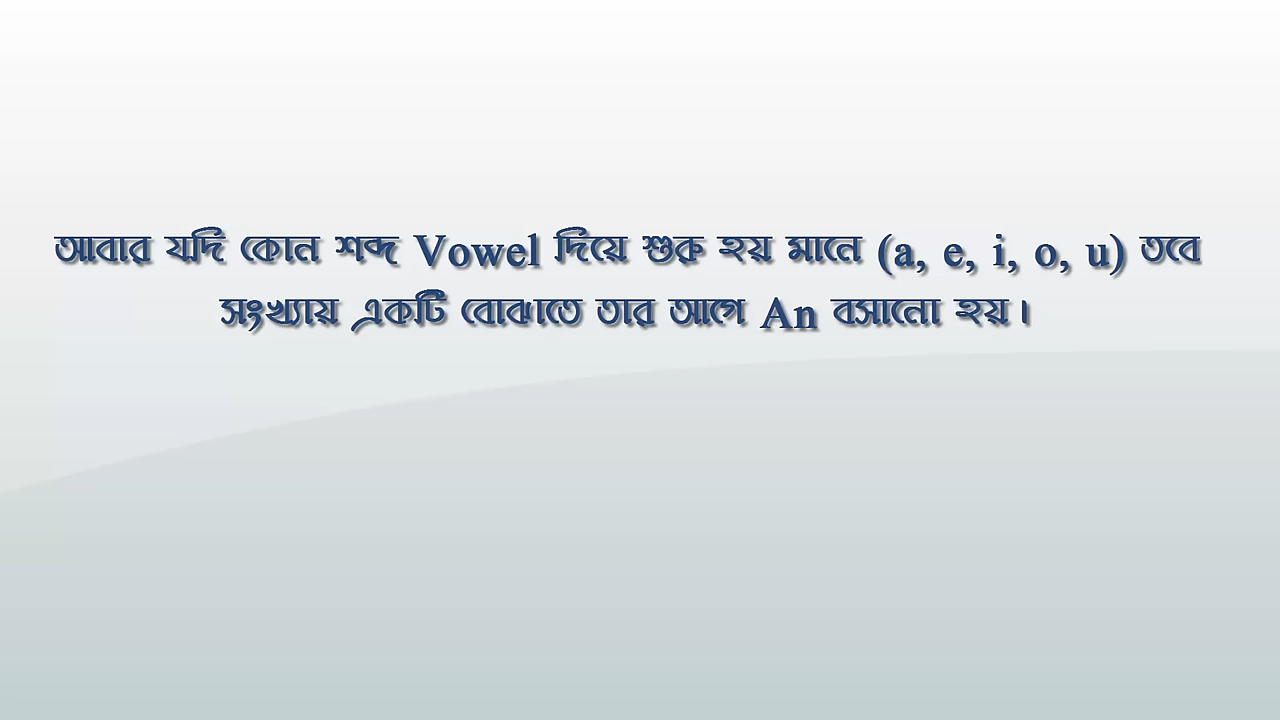 আবার যদি কোন শব্দ Vowel দিয়ে শুরু হয় মানে (a, e, i, o, u) তবে
সংখ্যায় একটি বোঝাতে তার আগে An বসানো হয়।